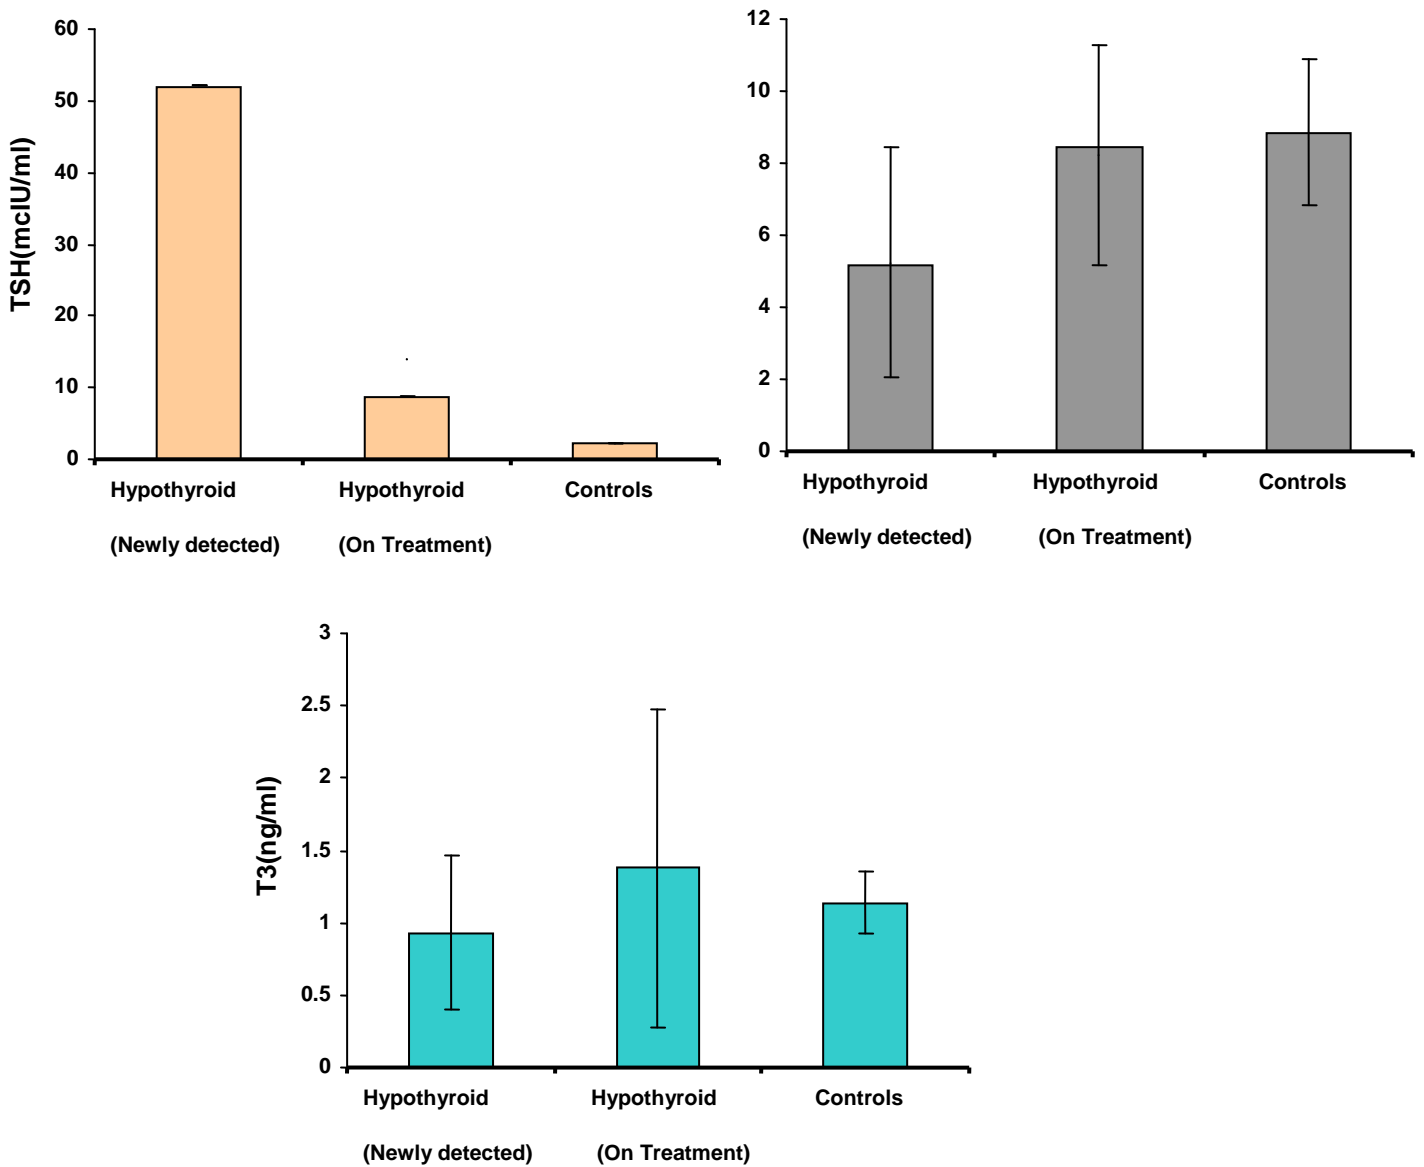 TSH(mcIU/ml)
60
50
40
30
20
10
0
Hypothyroid
(Newly detected)
Hypothyroid
(On Treatment)
Controls
12
10
8
6
4
2
0
Hypothyroid
(Newly detected)
Hypothyroid
(On Treatment)
Controls
T3(ng/ml)
3
2.5
2
1.5
1
0.5
0
Hypothyroid
(Newly detected)
Hypothyroid
(On Treatment)
Controls